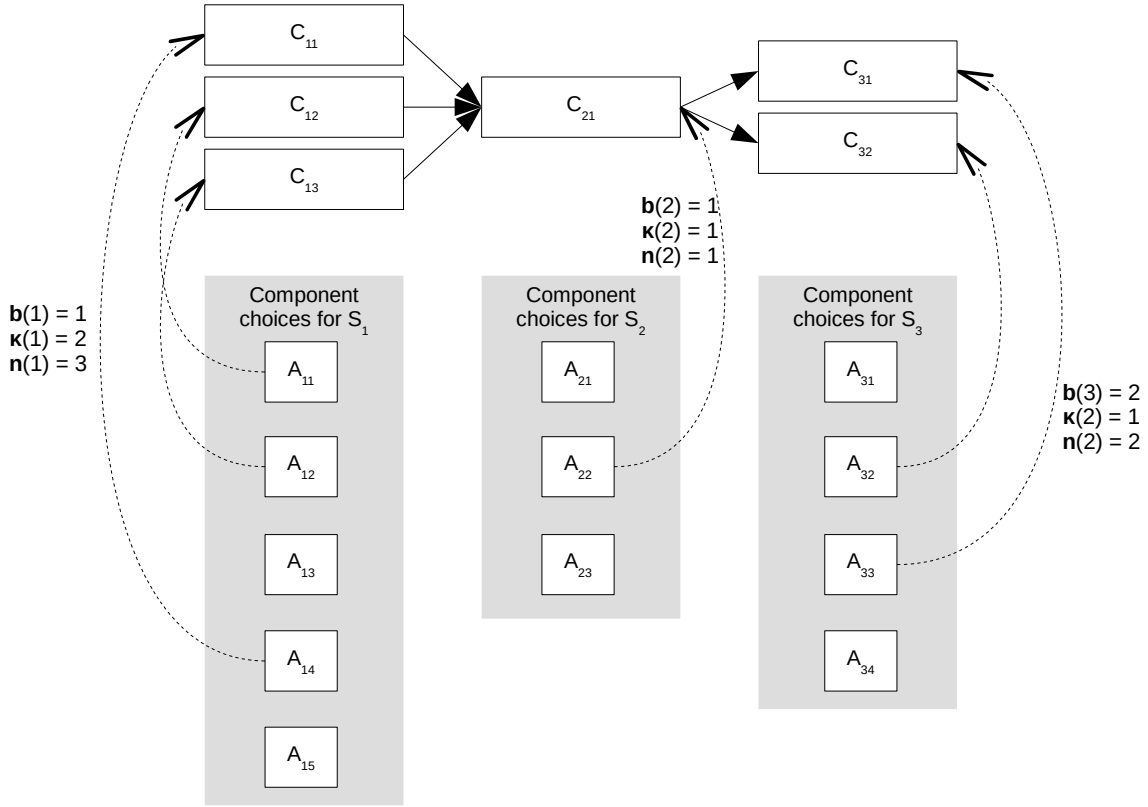 C11
C12
C13
C21
C31
C32
b(1) = 1
κ(1) = 2
n(1) = 3
b(2) = 1
κ(2) = 1
n(2) = 1
b(3) = 2
κ(2) = 1
n(2) = 2
Component
choices for S1
A11
A12
A13
A14
A15
Component
choices for S2
A21
A22
A23
Component
choices for S3
A31
A32
A33
A34